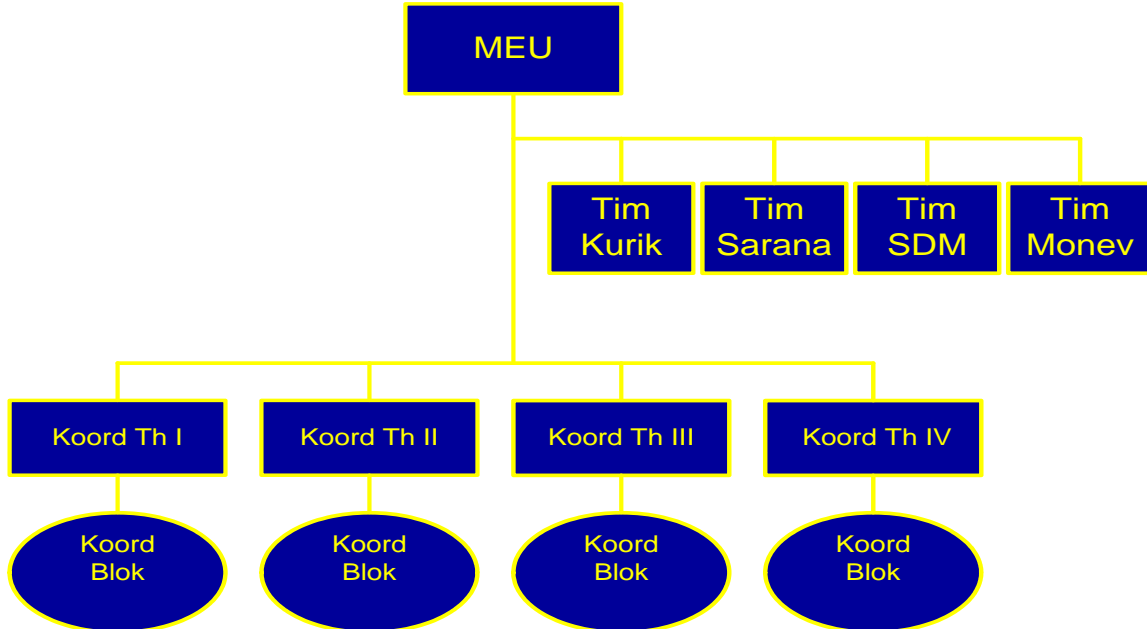 MEU
Tim
Kurik
Tim
Sarana
Tim
SDM
Tim
Monev
Koord Th I
Koord Th II
Koord Th III
Koord Th IV
Koord
Blok
Koord
Blok
Koord
Blok
Koord
Blok